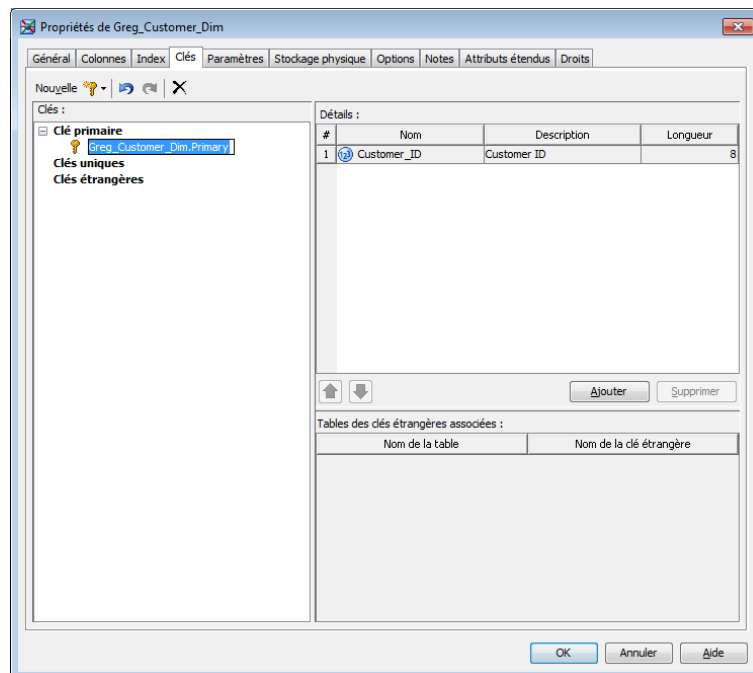 Propriétés de Greg_Customer_Dim
Général Colonnes Index Clés Paramètres Stockage physique Options Notes Attributs étendus Droits
Nouvelle
Clés :
Clé primaire
Greg_Customer_Dim.Primary
Clés uniques
Clés étrangères
Détails :
# Nom Description Longueur
1 123 Customer_ID Customer ID 8
Ajouter Supprimer
Tables des clés étrangères associées :
Nom de la table Nom de la clé étrangère
OK Annuler Aide